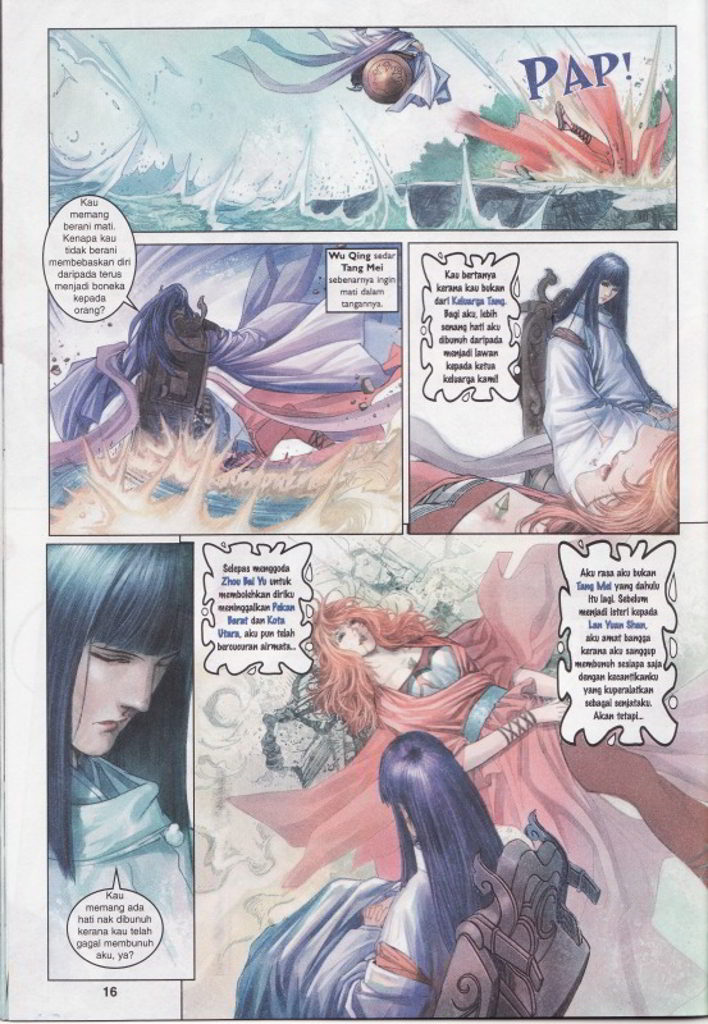 PAP!
Kau
memang
berani mati.
Kenapa kau
tidak berani
membebaskan diri
daripada terus
menjadi boneka
kepada
orang?
Wu Qing sedar
Tang Mei
sebenarnya ingin
mati dalam
tangannya.
Kau bertanya
kerana kau bukan
dari Keluarga Tang.
Bagi aku, lebih
senang hati aku
dibunuh daripada
menjadi lawan
kepada ketua
keluarga kami!
Selepas menggoda
Zhou Bai Yu untuk
membolehkan diriku
meninggalkan Pekan
Barat dan Kota
Utara, aku pun telah
bercucuran airmata...
Aku rasa aku bukan
Tang Mei yang dahulu
itu lagi. Sebelum
menjadi isteri kepada
Lan Yuan Shan,
aku amat bangga
kerana aku sanggup
membunuh sesiapa saja
dengan kecantikanku
yang kuperalatkan
sebagai senjataku.
Akan tetapi...
Kau
memang ada
hati nak dibunuh
kerana kau telah
gagal membunuh
aku, ya?
16